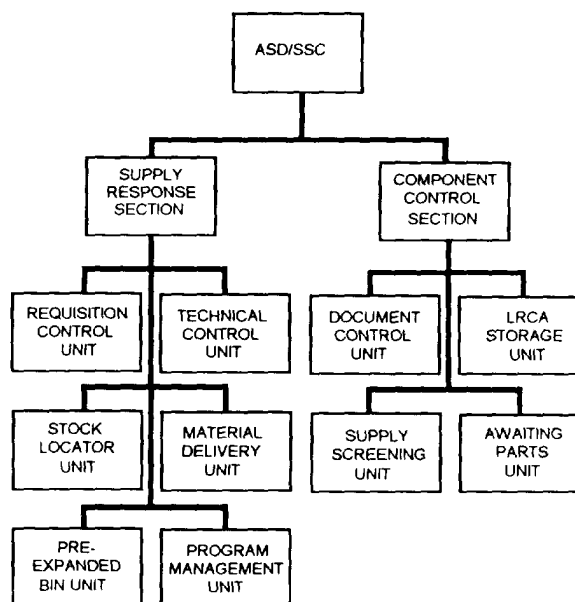 ASD/SSC
SUPPLY
RESPONSE
SECTION
COMPONENT
CONTROL
SECTION
REQUISITION
CONTROL
UNIT
TECHNICAL
CONTROL
UNIT
DOCUMENT
CONTROL
UNIT
LRCA
STORAGE
UNIT
STOCK
LOCATOR
UNIT
MATERIAL
DELIVERY
UNIT
SUPPLY
SCREENING
UNIT
AWAITING
PARTS
UNIT
PRE-
EXPANDED
BIN UNIT
PROGRAM
MANAGEMENT
UNIT